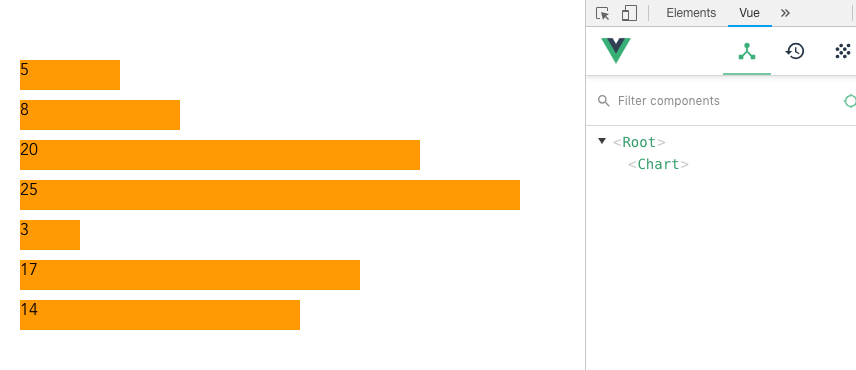 5
8
20
25
3
17
14
Elements Vue »
Filter components
<Root>
<Chart>